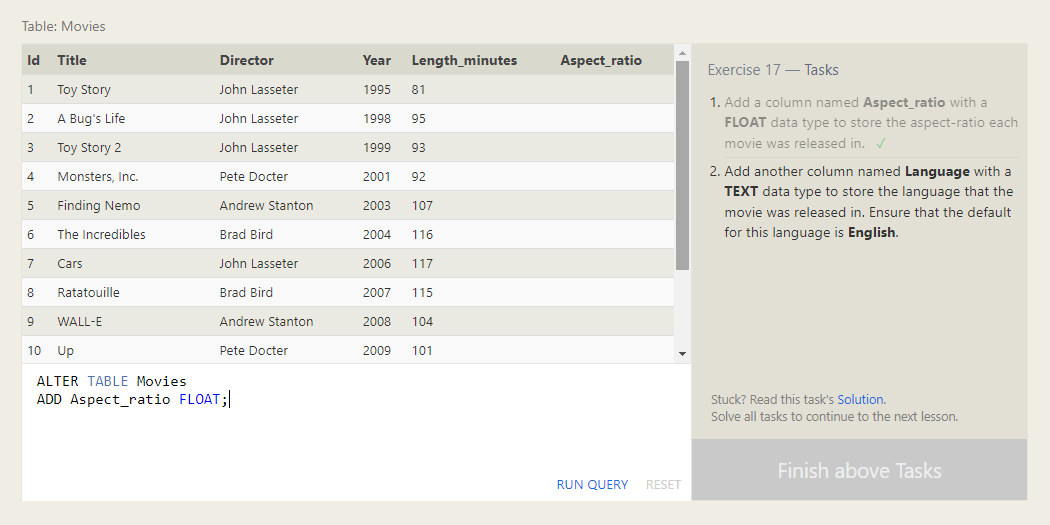 Table: Movies
Id Title Director Year Length_minutes Aspect_ratio
1 Toy Story John Lasseter 1995 81
2 A Bug's Life John Lasseter 1998 95
3 Toy Story 2 John Lasseter 1999 93
4 Monsters, Inc. Pete Docter 2001 92
5 Finding Nemo Andrew Stanton 2003 107
6 The Incredibles Brad Bird 2004 116
7 Cars John Lasseter 2006 117
8 Ratatouille Brad Bird 2007 115
9 WALL-E Andrew Stanton 2008 104
10 Up Pete Docter 2009 101
ALTER TABLE Movies
ADD Aspect_ratio FLOAT;
RUN QUERY RESET
Exercise 17 — Tasks
1. Add a column named Aspect_ratio with a
FLOAT data type to store the aspect-ratio each
movie was released in. ✓
2. Add another column named Language with a
TEXT data type to store the language that the
movie was released in. Ensure that the default
for this language is English.
Stuck? Read this task's Solution.
Solve all tasks to continue to the next lesson.
Finish above Tasks